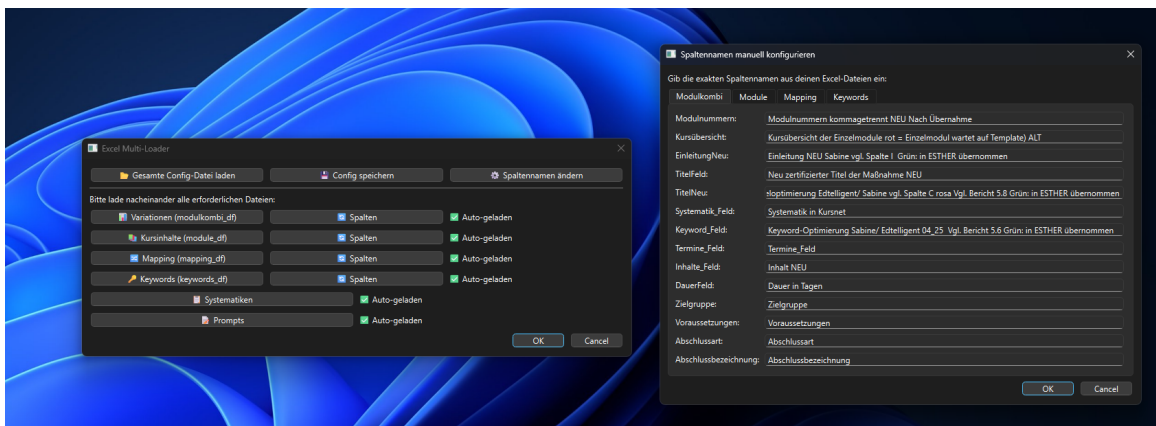 Excel Multi-Loader
Gesamte Config-Datei laden
Config speichern
Spaltennamen ändern
Bitte lade nacheinander alle erforderlichen Dateien:
Variationen (modulkombi_df)
Spalten
Auto-geladen
Kursinhalte (module_df)
Spalten
Auto-geladen
Mapping (mapping_df)
Spalten
Auto-geladen
Keywords (keywords_df)
Spalten
Auto-geladen
Systematiken
Auto-geladen
Prompts
Auto-geladen
OK
Cancel
Spaltennamen manuell konfigurieren
Gib die exakten Spaltennamen aus deinen Excel-Dateien ein:
Modulkombi
Module
Mapping
Keywords
Modulnummern:
Modulnummern kommagetrennt NEU Nach Übernahme
Kursübersicht:
Kursübersicht der Einzelmodule rot = Einzelmodul wartet auf Template) ALT
EinleitungNeu:
Einleitung NEU Sabine vgl. Spalte I  Grün: in ESTHER übernommen
TitelFeld:
Neu zertifizierter Titel der Maßnahme NEU
TitelNeu:
eloptimierung Edtelligent/ Sabine vgl. Spalte C rosa Vgl. Bericht 5.8 Grün: in ESTHER übernommen
Systematik_Feld:
Systematik in Kursnet
Keyword_Feld:
Keyword-Optimierung Sabine/ Edtelligent 04_25  Vgl. Bericht 5.6 Grün: in ESTHER übernommen
Termine_Feld:
Termine_Feld
Inhalte_Feld:
Inhalt NEU
DauerFeld:
Dauer in Tagen
Zielgruppe:
Zielgruppe
Voraussetzungen:
Voraussetzungen
Abschlussart:
Abschlussart
Abschlussbezeichnung:
Abschlussbezeichnung
OK
Cancel